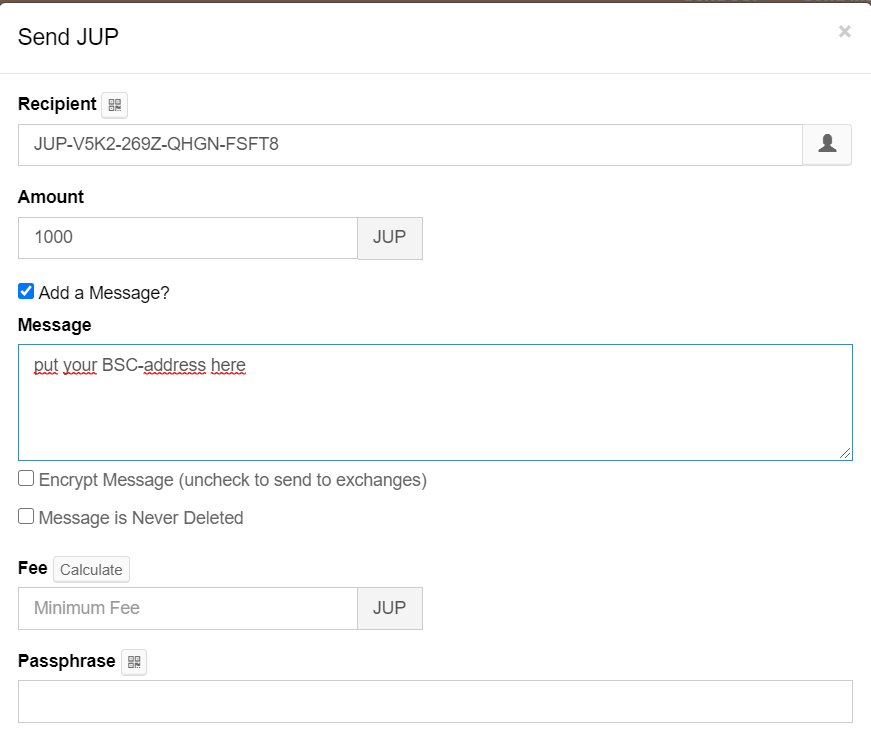 Send JUP
×
Recipient
JUP-V5K2-269Z-QHGN-FSFT8
Amount
1000 JUP
Add a Message?
Message
put your BSC-address here
Encrypt Message (uncheck to send to exchanges)
Message is Never Deleted
Fee Calculate
Minimum Fee JUP
Passphrase